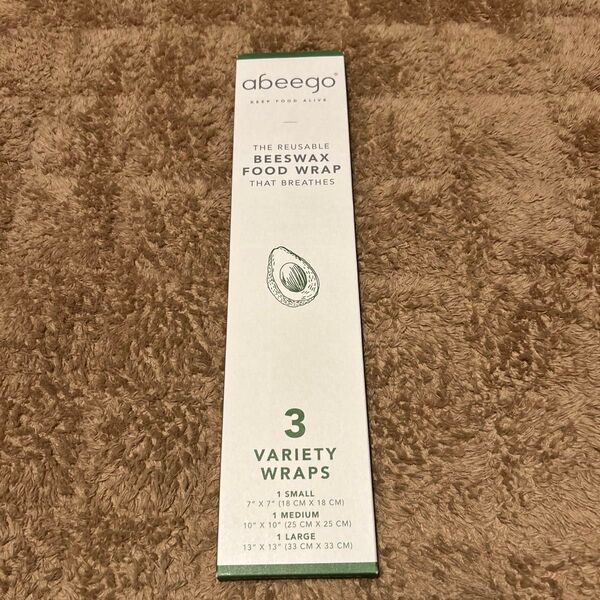 abeego®
KEEP FOOD ALIVE
THE REUSABLE
BEESWAX
FOOD WRAP
THAT BREATHES
3
VARIETY
WRAPS
1 SMALL
7" X 7" (18 CM X 18 CM)
1 MEDIUM
10" X 10" (25 CM X 25 CM)
1 LARGE
13" X 13" (33 CM X 33 CM)